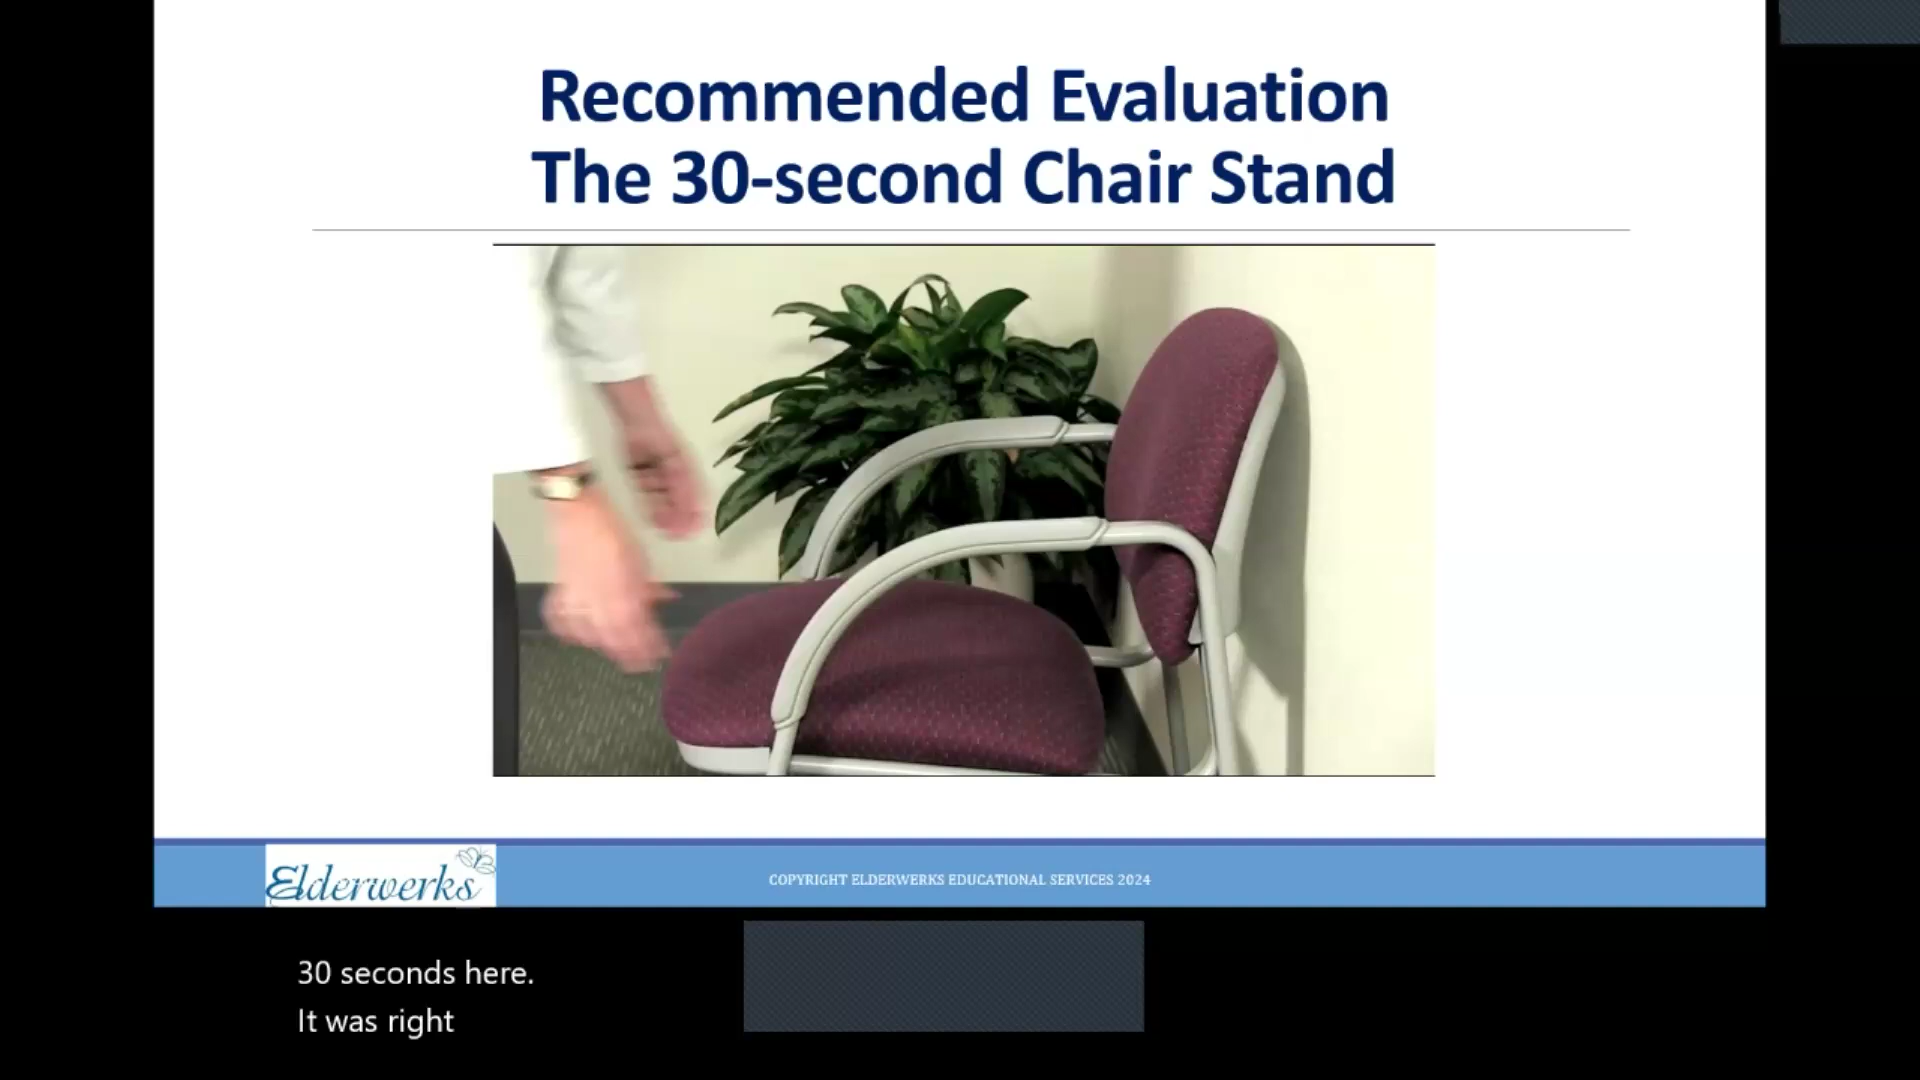 Recommended Evaluation
The 30-second Chair Stand
Elderwerks
COPYRIGHT ELDERWERKS EDUCATIONAL SERVICES 2024
30 seconds here.
It was right